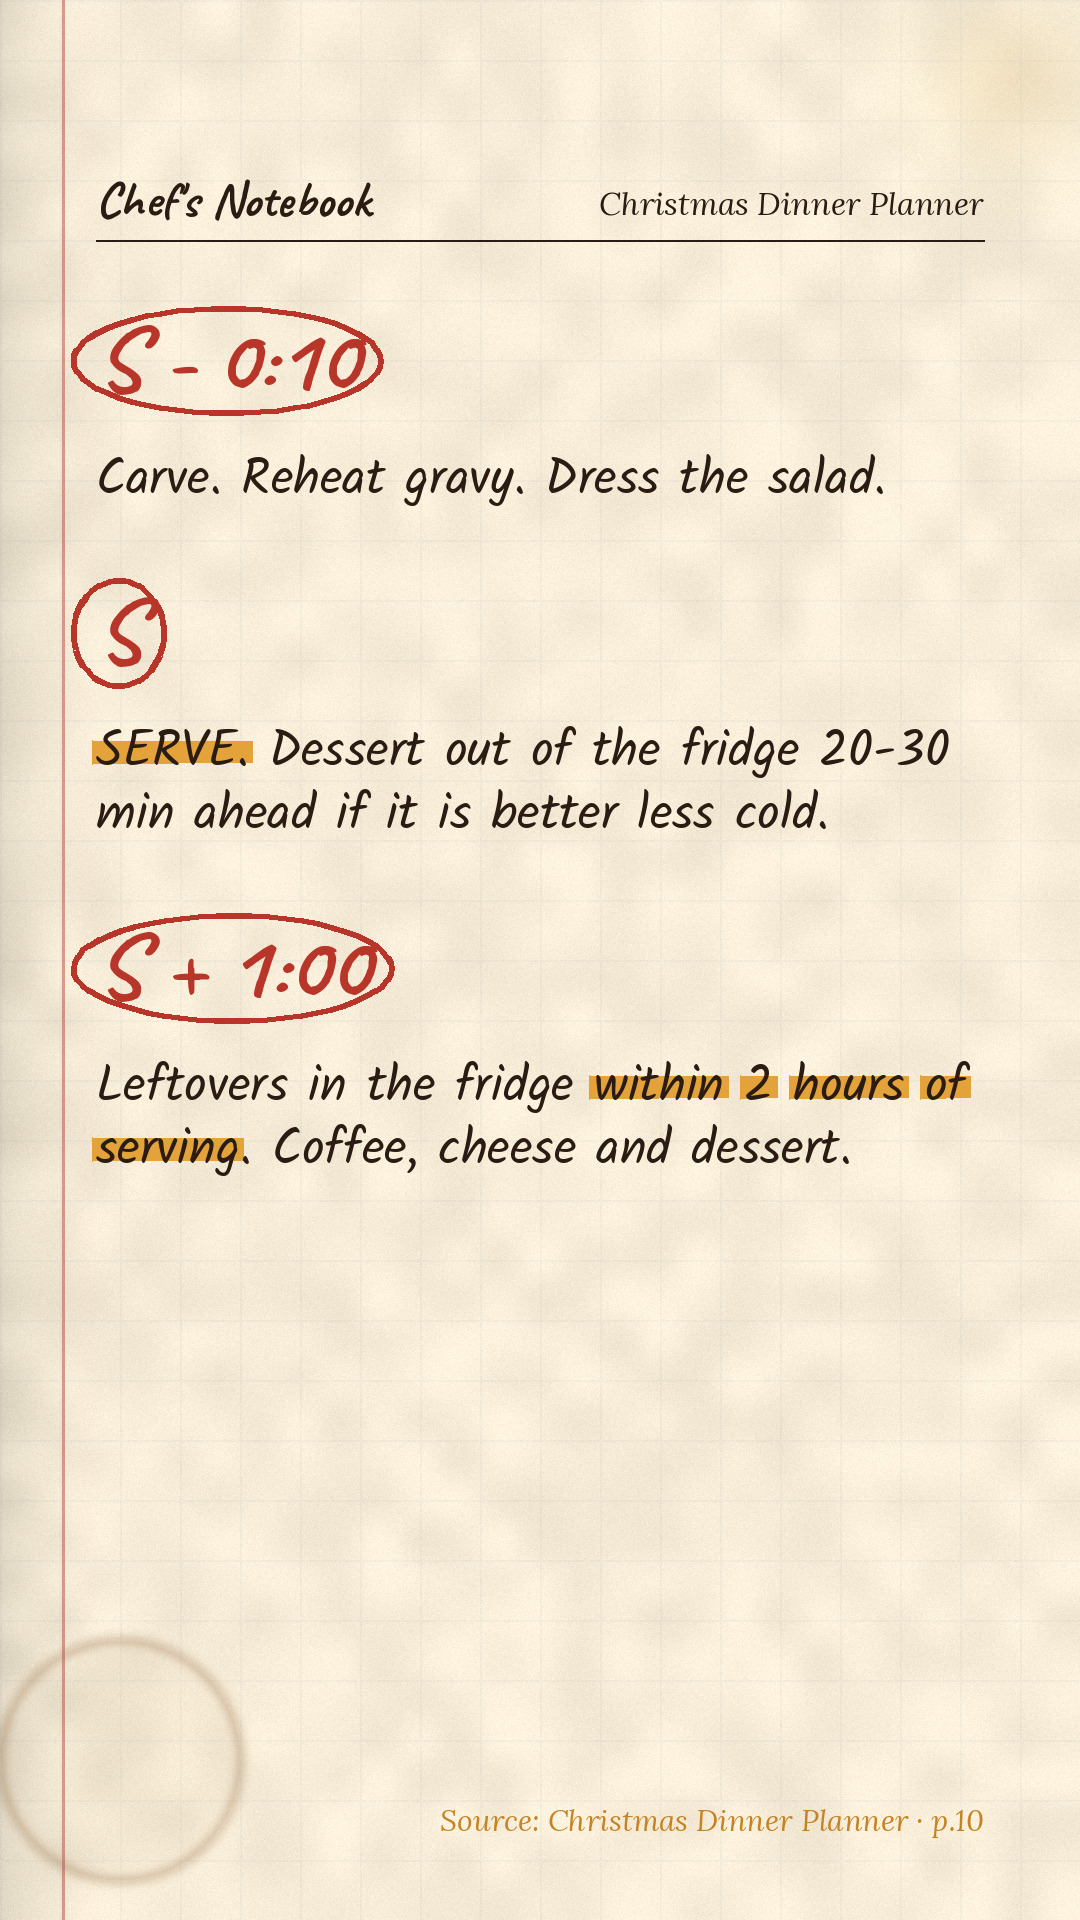 Chef's Notebook
Christmas Dinner Planner
S - 0:10
Carve. Reheat gravy. Dress the salad.
S
SERVE. Dessert out of the fridge 20-30
min ahead if it is better less cold.
S + 1:00
Leftovers in the fridge within 2 hours of
serving. Coffee, cheese and dessert.
Source: Christmas Dinner Planner · p.10